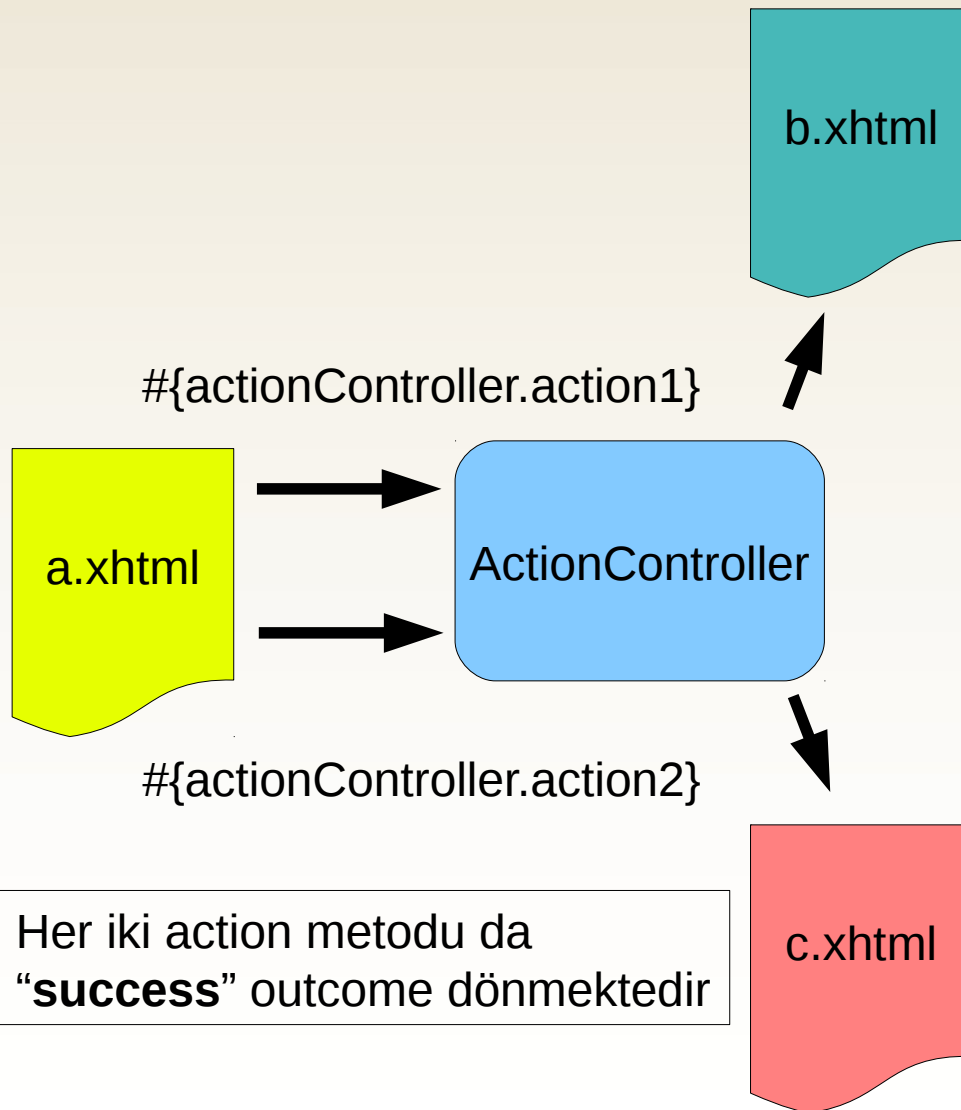 b.xhtml
#{actionController.action1}
a.xhtml
ActionController
#{actionController.action2}
Her iki action metodu da
“success” outcome dönmektedir
c.xhtml